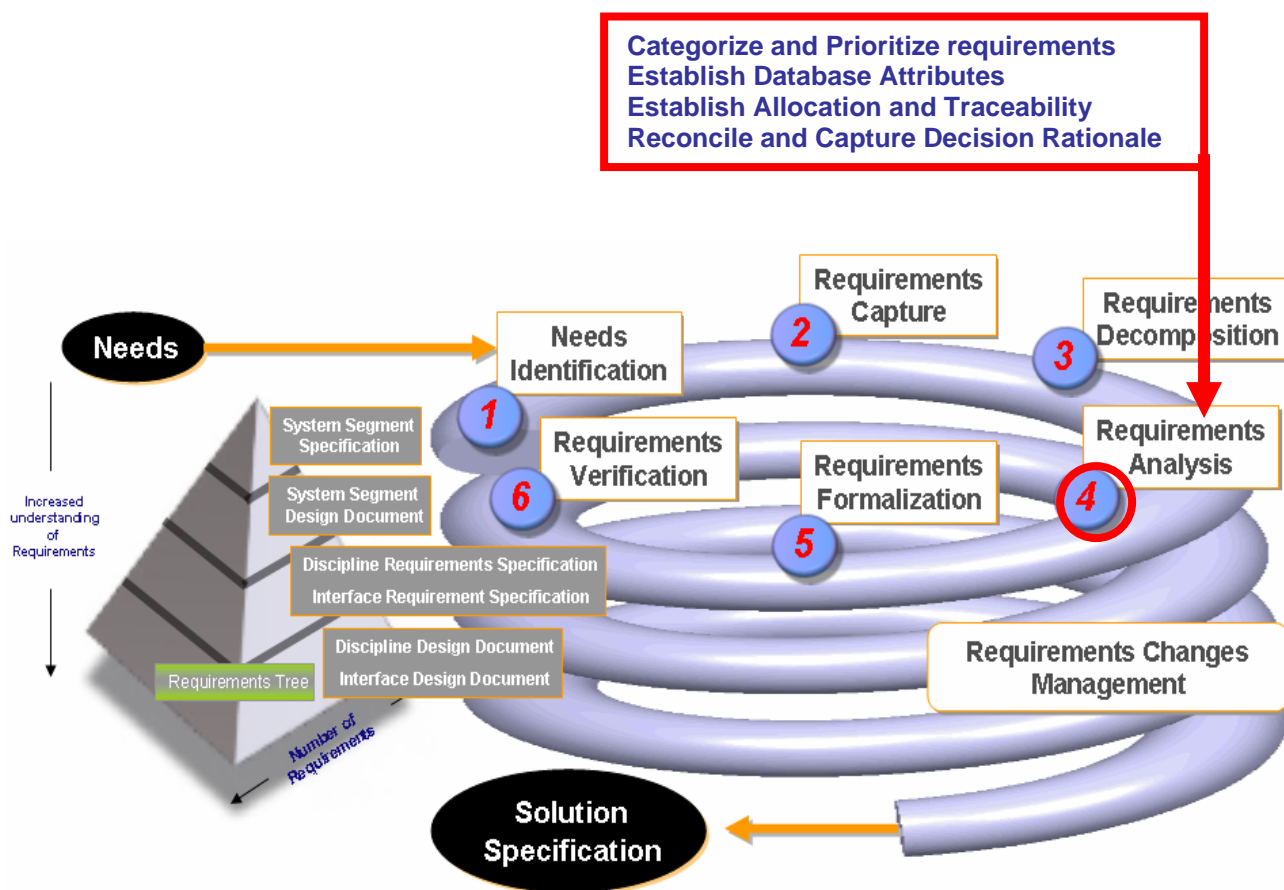 Categorize and Prioritize requirements
Establish Database Attributes
Establish Allocation and Traceability
Reconcile and Capture Decision Rationale
Needs
Needs
Identification
Requirements
Capture
Requirements
Decomposition
1
2
3
Requirements
Analysis
4
Requirements
Formalization
5
Requirements
Verification
6
System Segment
Specification
System Segment
Design Document
Discipline Requirements Specification
Interface Requirement Specification
Discipline Design Document
Interface Design Document
Requirements Tree
Increased
understanding
of
Requirements
Number of
Requirements
Requirements Changes
Management
Solution
Specification